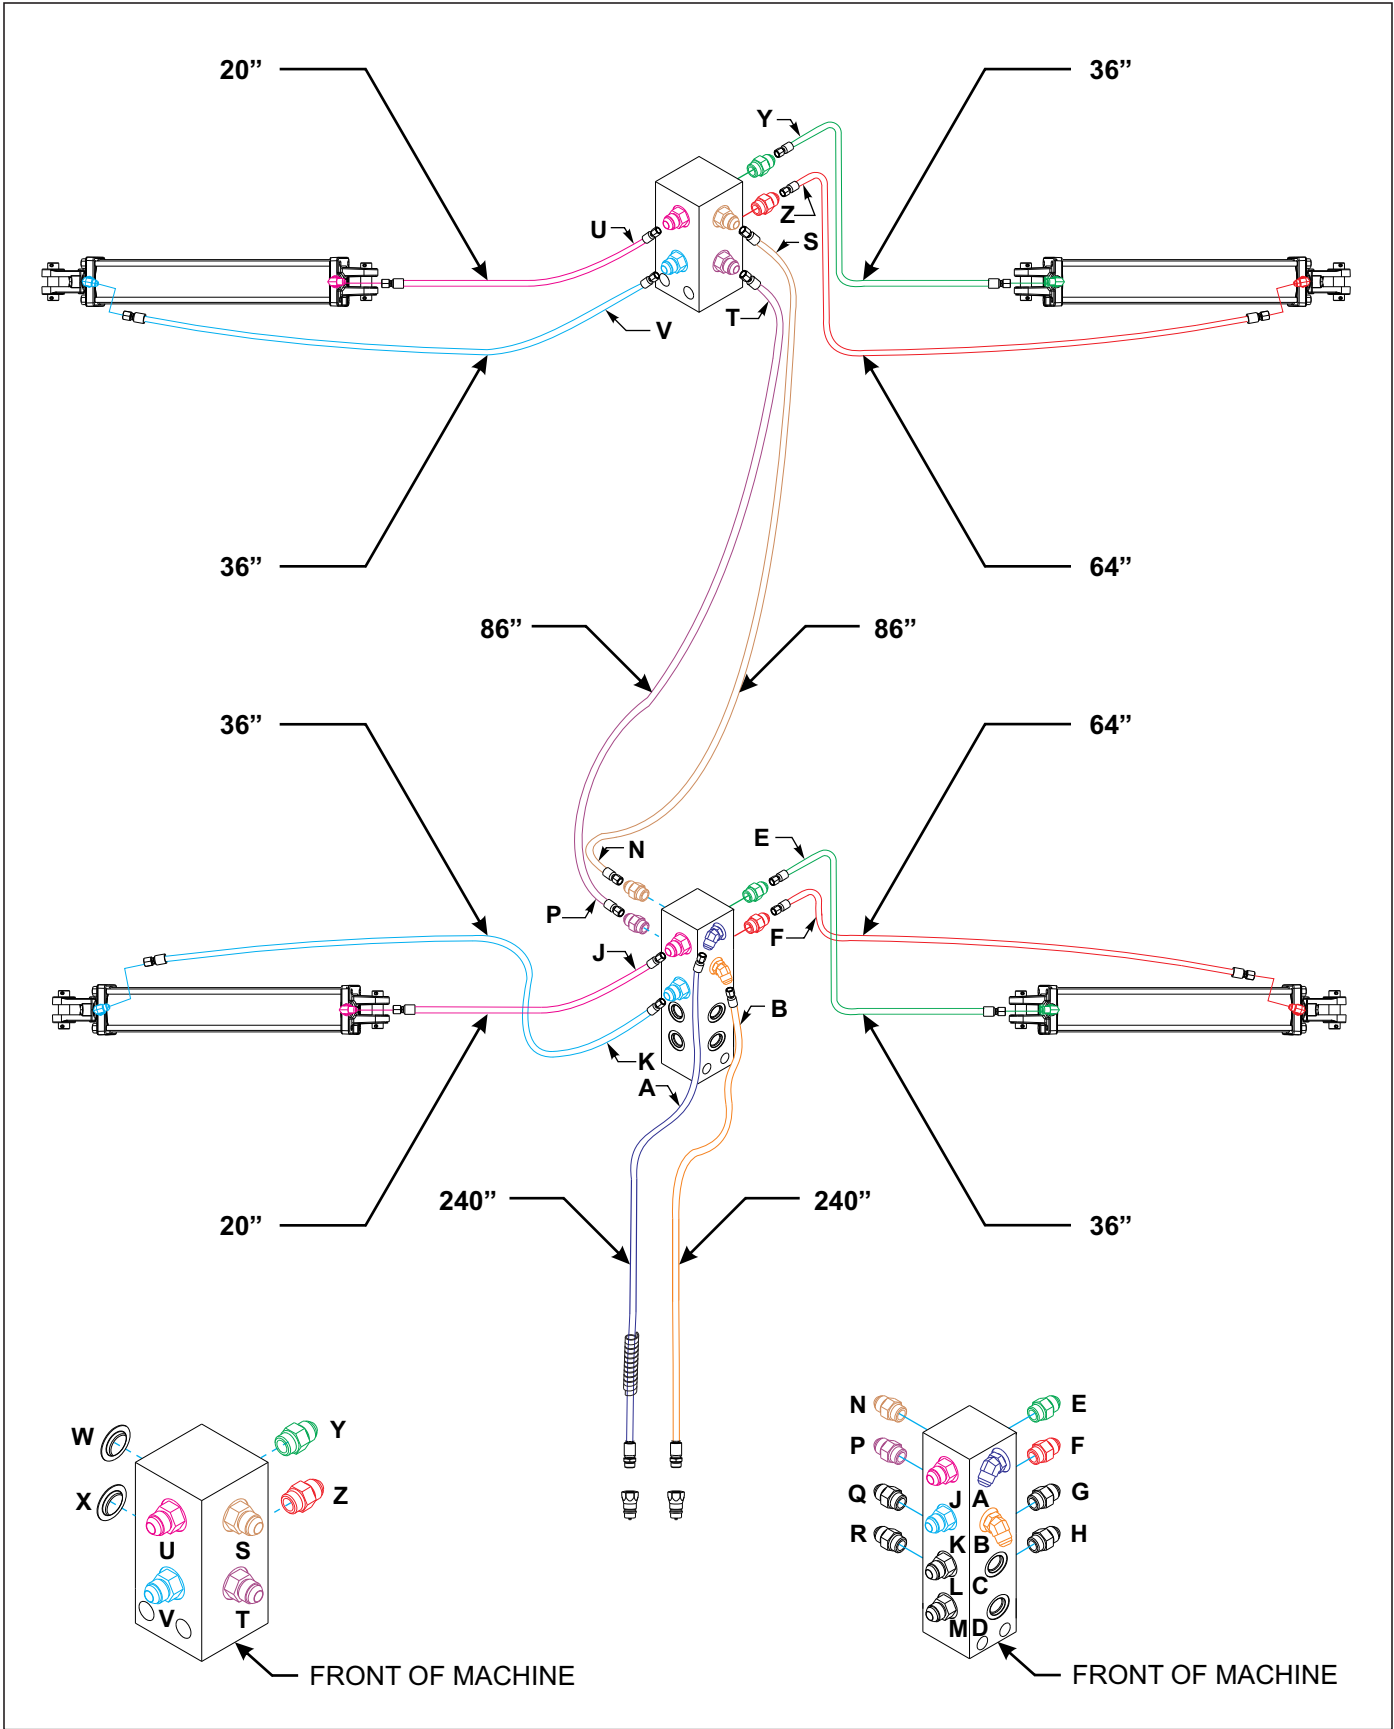 20”
36”
Y
Z
U
S
V
T
36”
64”
86”
86”
36”
64”
E
N
P
F
J
B
K
A
240”
240”
20”
36”
W
Y
X
Z
U
S
V
T
FRONT OF MACHINE
N
E
P
F
J
A
Q
G
K
B
R
H
L
C
M
D
FRONT OF MACHINE